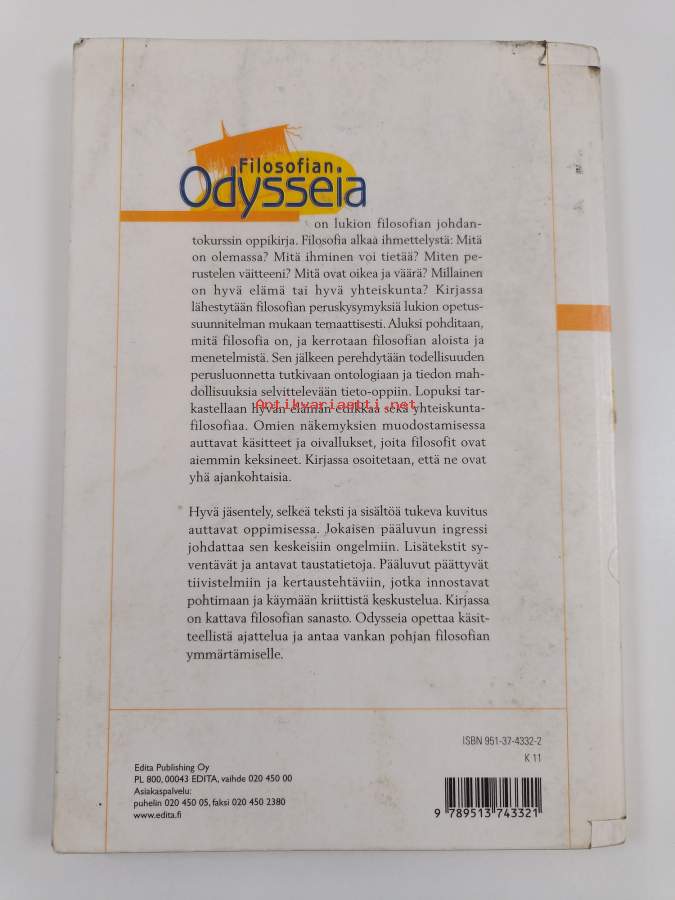 Filosofian
Odysseia
on lukion filosofian johdan-
tokurssin oppikirja. Filosofia alkaa ihmettelystä: Mitä
on olemassa? Mitä ihminen voi tietää? Miten pe-
rustelen väitteeni? Mitä ovat oikea ja väärä? Millainen
on hyvä elämä tai hyvä yhteiskunta? Kirjassa
lähestytään filosofian peruskysymyksiä lukion opetus-
suunnitelman mukaan temaattisesti. Aluksi pohditaan,
mitä filosofia on, ja kerrotaan filosofian aloista ja
menetelmistä. Sen jälkeen perehdytään todellisuuden
perusluonnetta tutkivaan ontologiaan ja tiedon mah-
dollisuuksia selvittelevään tieto-oppiin. Lopuksi tar-
kastellaan hyvän elämän etiikkaa sekä yhteiskunta-
Antikvariaatti.net
filosofiaa. Omien näkemyksien muodostamisessa
auttavat käsitteet ja oivallukset, joita filosofit ovat
aiemmin keksineet. Kirjassa osoitetaan, että ne ovat
yhä ajankohtaisia.
Hyvä jäsentely, selkeä teksti ja sisältöä tukeva kuvitus
auttavat oppimisessa. Jokaisen pääluvun ingressi
johdattaa sen keskeisiin ongelmiin. Lisätekstit sy-
ventävät ja antavat taustatietoja. Pääluvut päättyvät
tiivistelmiin ja kertaustehtäviin, jotka innostavat
pohtimaan ja käymään kriittistä keskustelua. Kirjassa
on kattava filosofian sanasto. Odysseia opettaa käsit-
teellistä ajattelua ja antaa vankan pohjan filosofian
ymmärtämiselle.
ISBN 951-37-4332-2
K 11
Edita Publishing Oy
PL 800, 00043 EDITA, vaihde 020 450 00
Asiakaspalvelu:
puhelin 020 450 05, faksi 020 450 2380
www.edita.fi
9 789513 743321